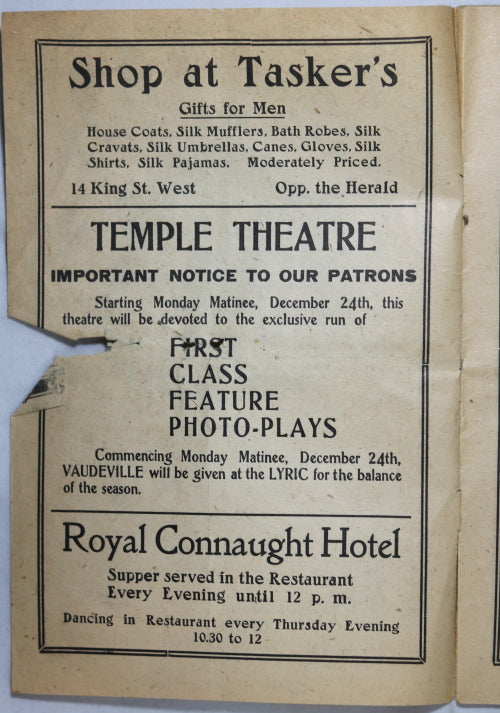 Shop at Tasker's
Gifts for Men
House Coats, Silk Mufflers, Bath Robes, Silk
Cravats, Silk Umbrellas, Canes, Gloves, Silk
Shirts, Silk Pajamas. Moderately Priced.
14 King St. West Opp. the Herald
TEMPLE THEATRE
IMPORTANT NOTICE TO OUR PATRONS
Starting Monday Matinee, December 24th, this
theatre will be devoted to the exclusive run of
FIRST
CLASS
FEATURE
PHOTO-PLAYS
Commencing Monday Matinee, December 24th,
VAUDEVILLE will be given at the LYRIC for the balance
of the season.
Royal Connaught Hotel
Supper served in the Restaurant
Every Evening until 12 p. m.
Dancing in Restaurant every Thursday Evening
10.30 to 12